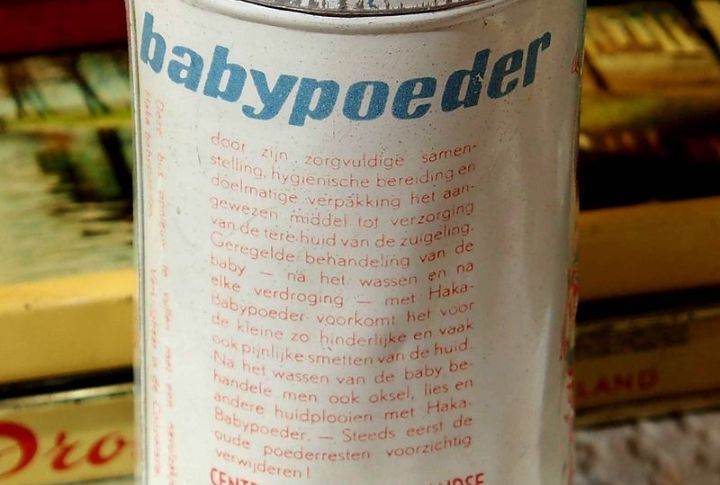 babypoeder
door zijn zorgvuldige samen-
stelling, hygiënische bereiding en
doelmatige verpakking het aan-
gewezen middel tot verzorging
van de tere huid van de zuigeling.
Geregelde behandeling van de
baby — na het wassen en na
elke verdroging — met Haka-
Babypoeder voorkomt het voor
de kleine zo hinderlijke en vaak
ook pijnlijke smetten van de huid.
Na het wassen van de baby be-
handele men ook oksel, lies en
andere huidplooien met Haka-
Babypoeder. — Steeds eerst de
oude poederresten voorzichtig
verwijderen!
Deze bus
Dro
LAND